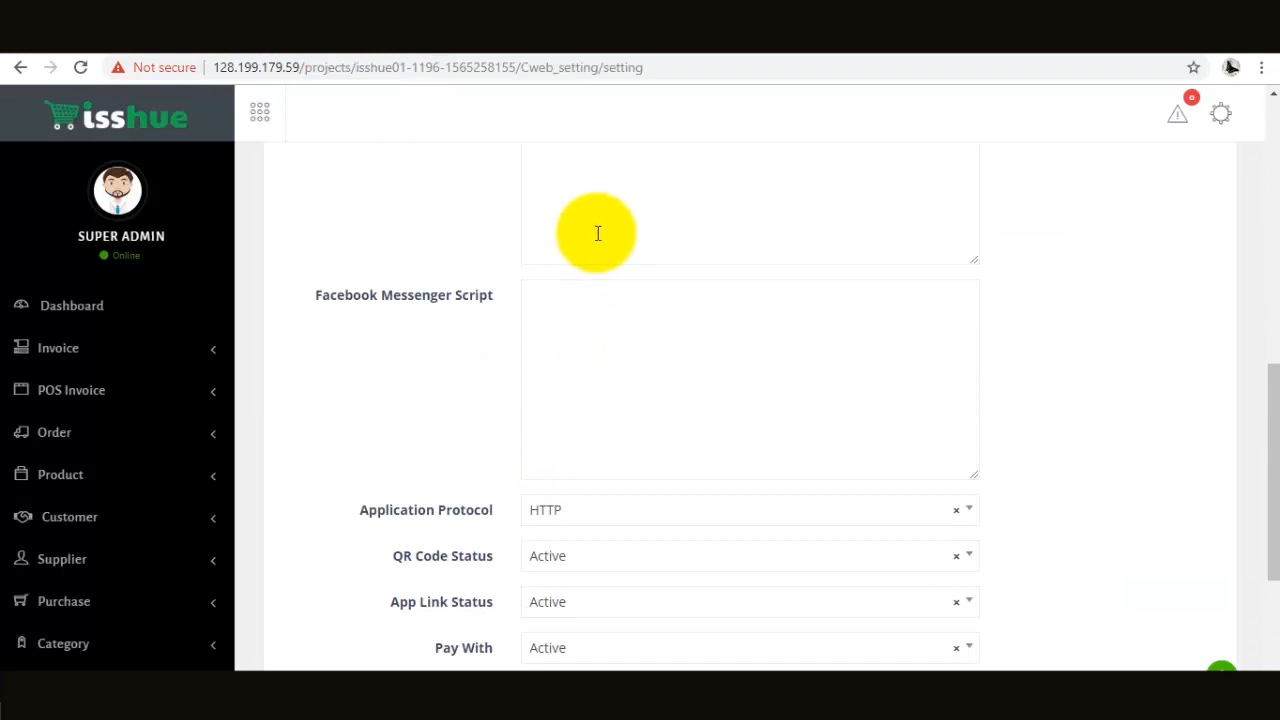 Not secure
128.199.179.59/projects/isshue01-1196-1565258155/Cweb_setting/setting
isshue
0
SUPER ADMIN
Online
Dashboard
Invoice
POS Invoice
Order
Product
Customer
Supplier
Purchase
Category
Facebook Messenger Script
Application Protocol HTTP ×
QR Code Status Active ×
App Link Status Active ×
Pay With Active ×